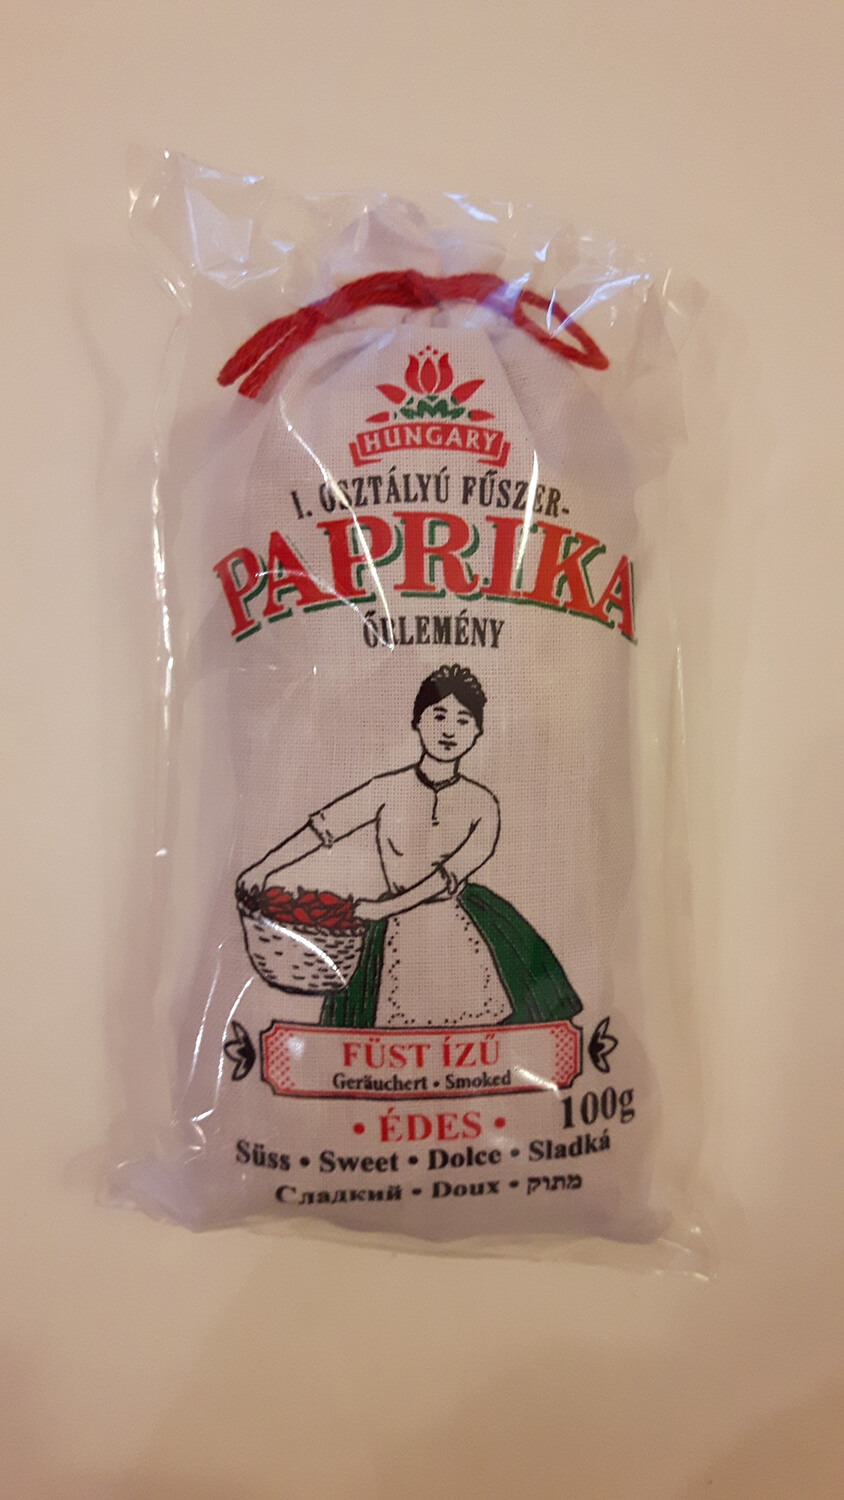 HUNGARY
I. OSZTÁLYÚ FŰSZER-
PAPRIKA
ŐRLEMÉNY
FÜST ÍZŰ
Geräuchert • Smoked
100g
• ÉDES •
Süss • Sweet • Dolce • Sladká
Сладкий • Doux • מתוק